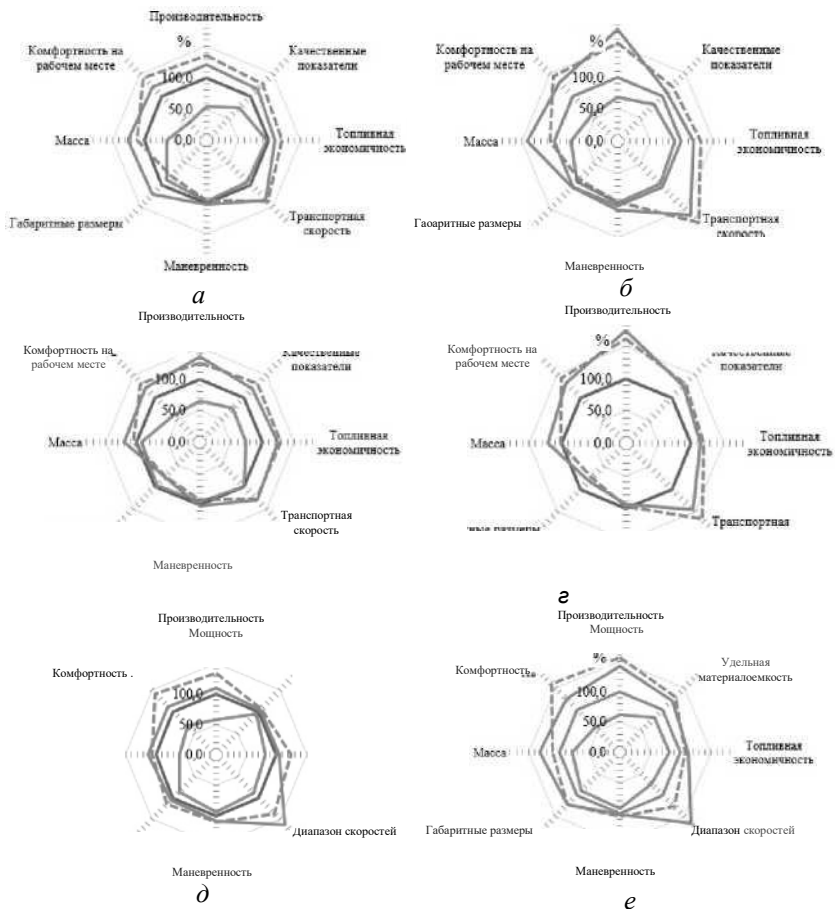 Производительность
%
Комфортность на
рабочем месте
Качественные
показатели
100,0
50,0
0,0
Масса
Топливная
экономичность
Габаритные размеры
Транспортная
скорость
Маневренность
а
%
Комфортность на
рабочем месте
Качественные
показатели
100,0
50,0
0,0
Масса
Топливная
экономичность
Гаоаритные размеры
Транспортная
скорость
Маневренность
б
Производительность
Комфортность на
рабочем месте
Качественные
показатели
100,0
50,0
0,0
Масса
Топливная
экономичность
Транспортная
скорость
Маневренность
Производительность
%
Комфортность на
рабочем месте
Качественные
показатели
100,0
50,0
0,0
Масса
Топливная
экономичность
Транспортная
ные размеры
г
Производительность
Мощность
Комфортность .
100,0
50,0
0,0
Диапазон скоростей
Маневренность
д
Производительность
Мощность
%
Комфортность
Удельная
материалоемкость
100,0
50,0
0,0
Масса
Топливная
экономичность
Габаритные размеры
Диапазон скоростей
Маневренность
е